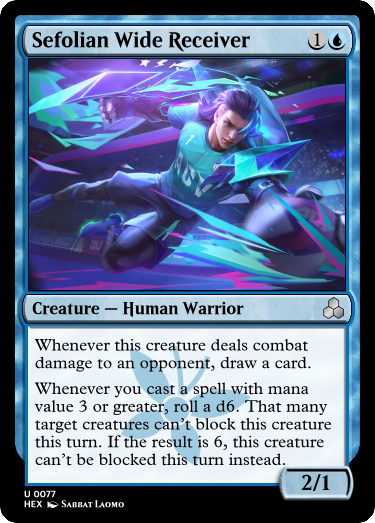 Sefolian Wide Receiver 1
Creature — Human Warrior
Whenever this creature deals combat
damage to an opponent, draw a card.
Whenever you cast a spell with mana
value 3 or greater, roll a d6. That many
target creatures can't block this creature
this turn. If the result is 6, this creature
can't be blocked this turn instead.
2/1
U 0077
HEX Sabbat Laomo